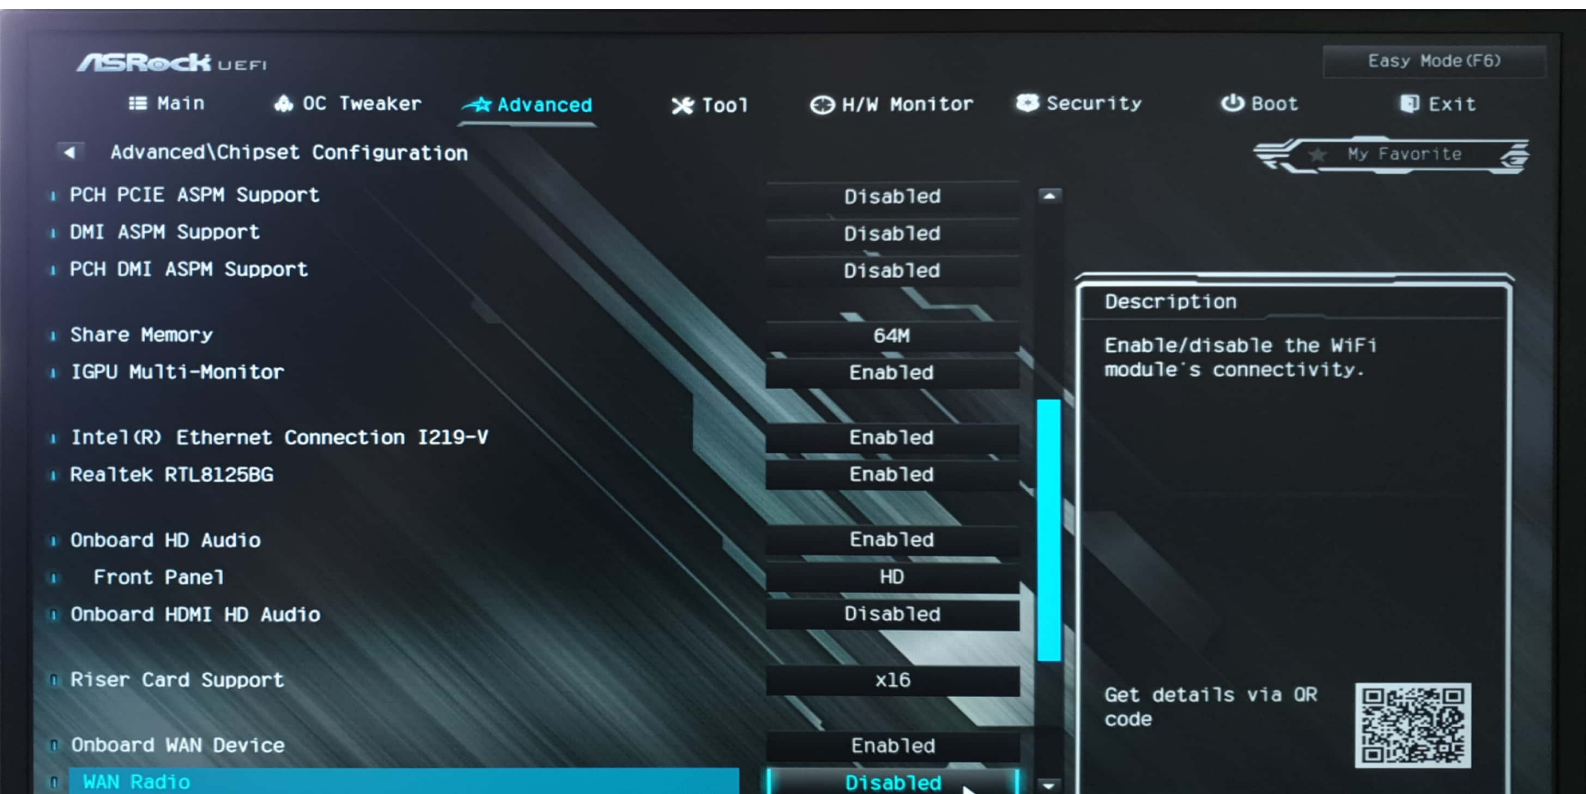 ASRock UEFI
Easy Mode(F6)
Main
OC Tweaker
Advanced
Tool
H/W Monitor
Security
Boot
Exit
Advanced\Chipset Configuration
My Favorite
PCH PCIE ASPM Support Disabled
DMI ASPM Support Disabled
PCH DMI ASPM Support Disabled
Share Memory 64M
IGPU Multi-Monitor Enabled
Intel(R) Ethernet Connection I219-V Enabled
Realtek RTL8125BG Enabled
Onboard HD Audio Enabled
Front Panel HD
Onboard HDMI HD Audio Disabled
Riser Card Support x16
Onboard WAN Device Enabled
WAN Radio Disabled
Description
Enable/disable the WiFi
module's connectivity.
Get details via QR
code